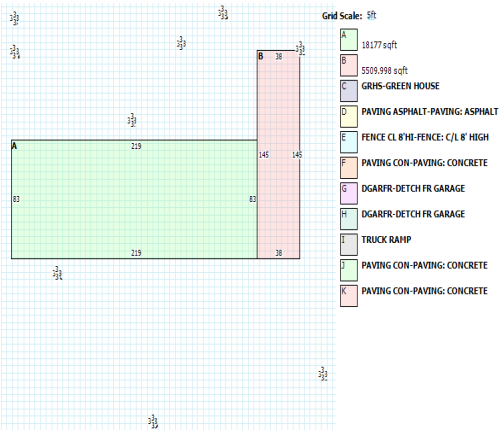 Grid Scale: 5ft
A
18177 sqft
B
5509.998 sqft
C GRHS-GREEN HOUSE
D PAVING ASPHALT-PAVING: ASPHALT
E FENCE CL 8'HI-FENCE: C/L 8' HIGH
F PAVING CON-PAVING: CONCRETE
G DGARFR-DETCH FR GARAGE
H DGARFR-DETCH FR GARAGE
I TRUCK RAMP
J PAVING CON-PAVING: CONCRETE
K PAVING CON-PAVING: CONCRETE
B 38
A 219
145 145
83 83
219 38